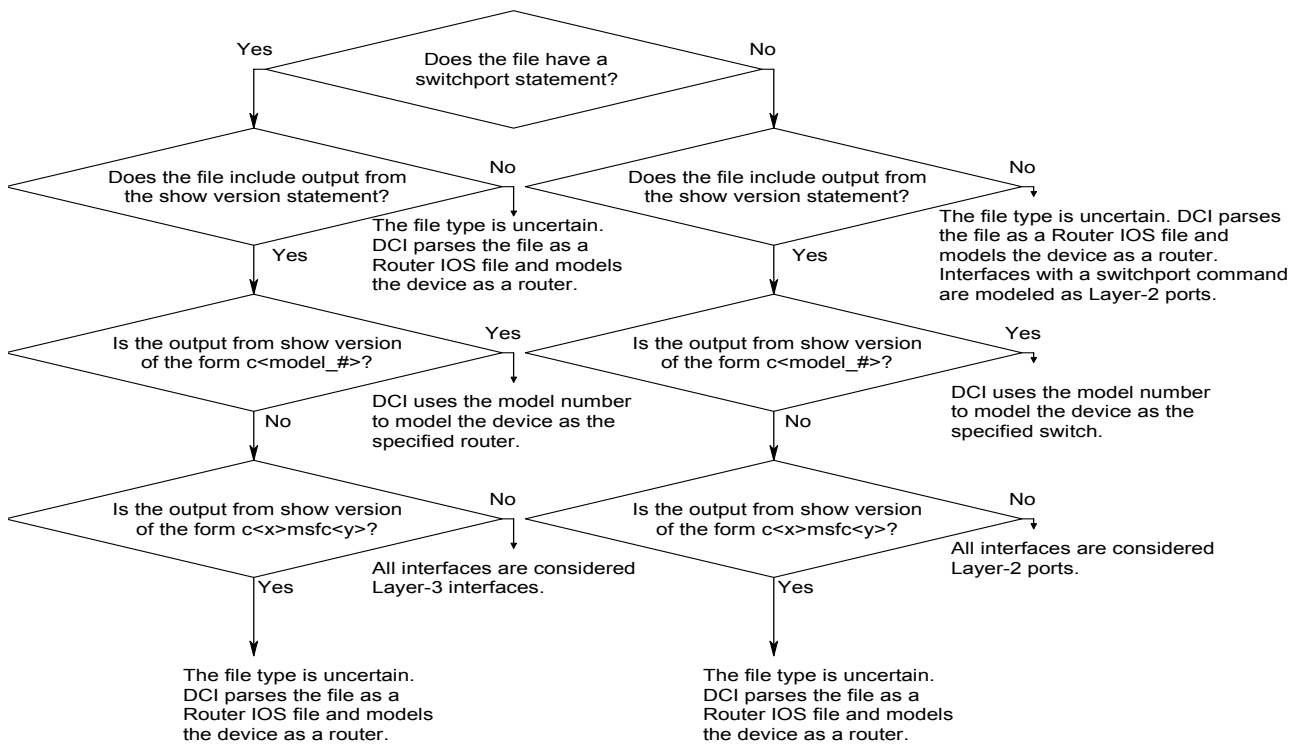 Yes
No
Does the file have a
switchport statement?
Does the file include output from
the show version statement?
No
Does the file include output from
the show version statement?
No
The file type is uncertain.
DCI parses the file as a
Router IOS file and models
the device as a router.
The file type is uncertain. DCI parses
the file as a Router IOS file and
models the device as a router.
Interfaces with a switchport command
are modeled as Layer-2 ports.
Yes
Yes
Is the output from show version
of the form c<model_#>?
Yes
Is the output from show version
of the form c<model_#>?
Yes
DCI uses the model number
to model the device as the
specified router.
DCI uses the model number
to model the device as the
specified switch.
No
No
Is the output from show version
of the form c<x>msfc<y>?
No
Is the output from show version
of the form c<x>msfc<y>?
No
All interfaces are considered
Layer-3 interfaces.
All interfaces are considered
Layer-2 ports.
Yes
Yes
The file type is uncertain.
DCI parses the file as a
Router IOS file and models
the device as a router.
The file type is uncertain.
DCI parses the file as a
Router IOS file and models
the device as a router.